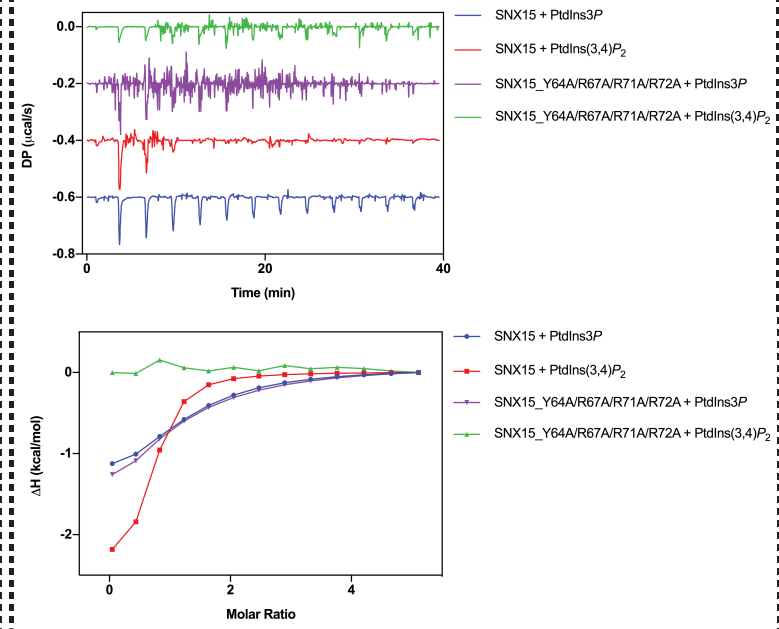 0.0
-0.2
-0.4
-0.6
-0.8
DP (µcal/s)
0
20
40
Time (min)
SNX15 + PtdIns3P
SNX15 + PtdIns(3,4)P2
SNX15_Y64A/R67A/R71A/R72A + PtdIns3P
SNX15_Y64A/R67A/R71A/R72A + PtdIns(3,4)P2
0
-1
-2
ΔH (kcal/mol)
0
2
4
Molar Ratio
SNX15 + PtdIns3P
SNX15 + PtdIns(3,4)P2
SNX15_Y64A/R67A/R71A/R72A + PtdIns3P
SNX15_Y64A/R67A/R71A/R72A + PtdIns(3,4)P2